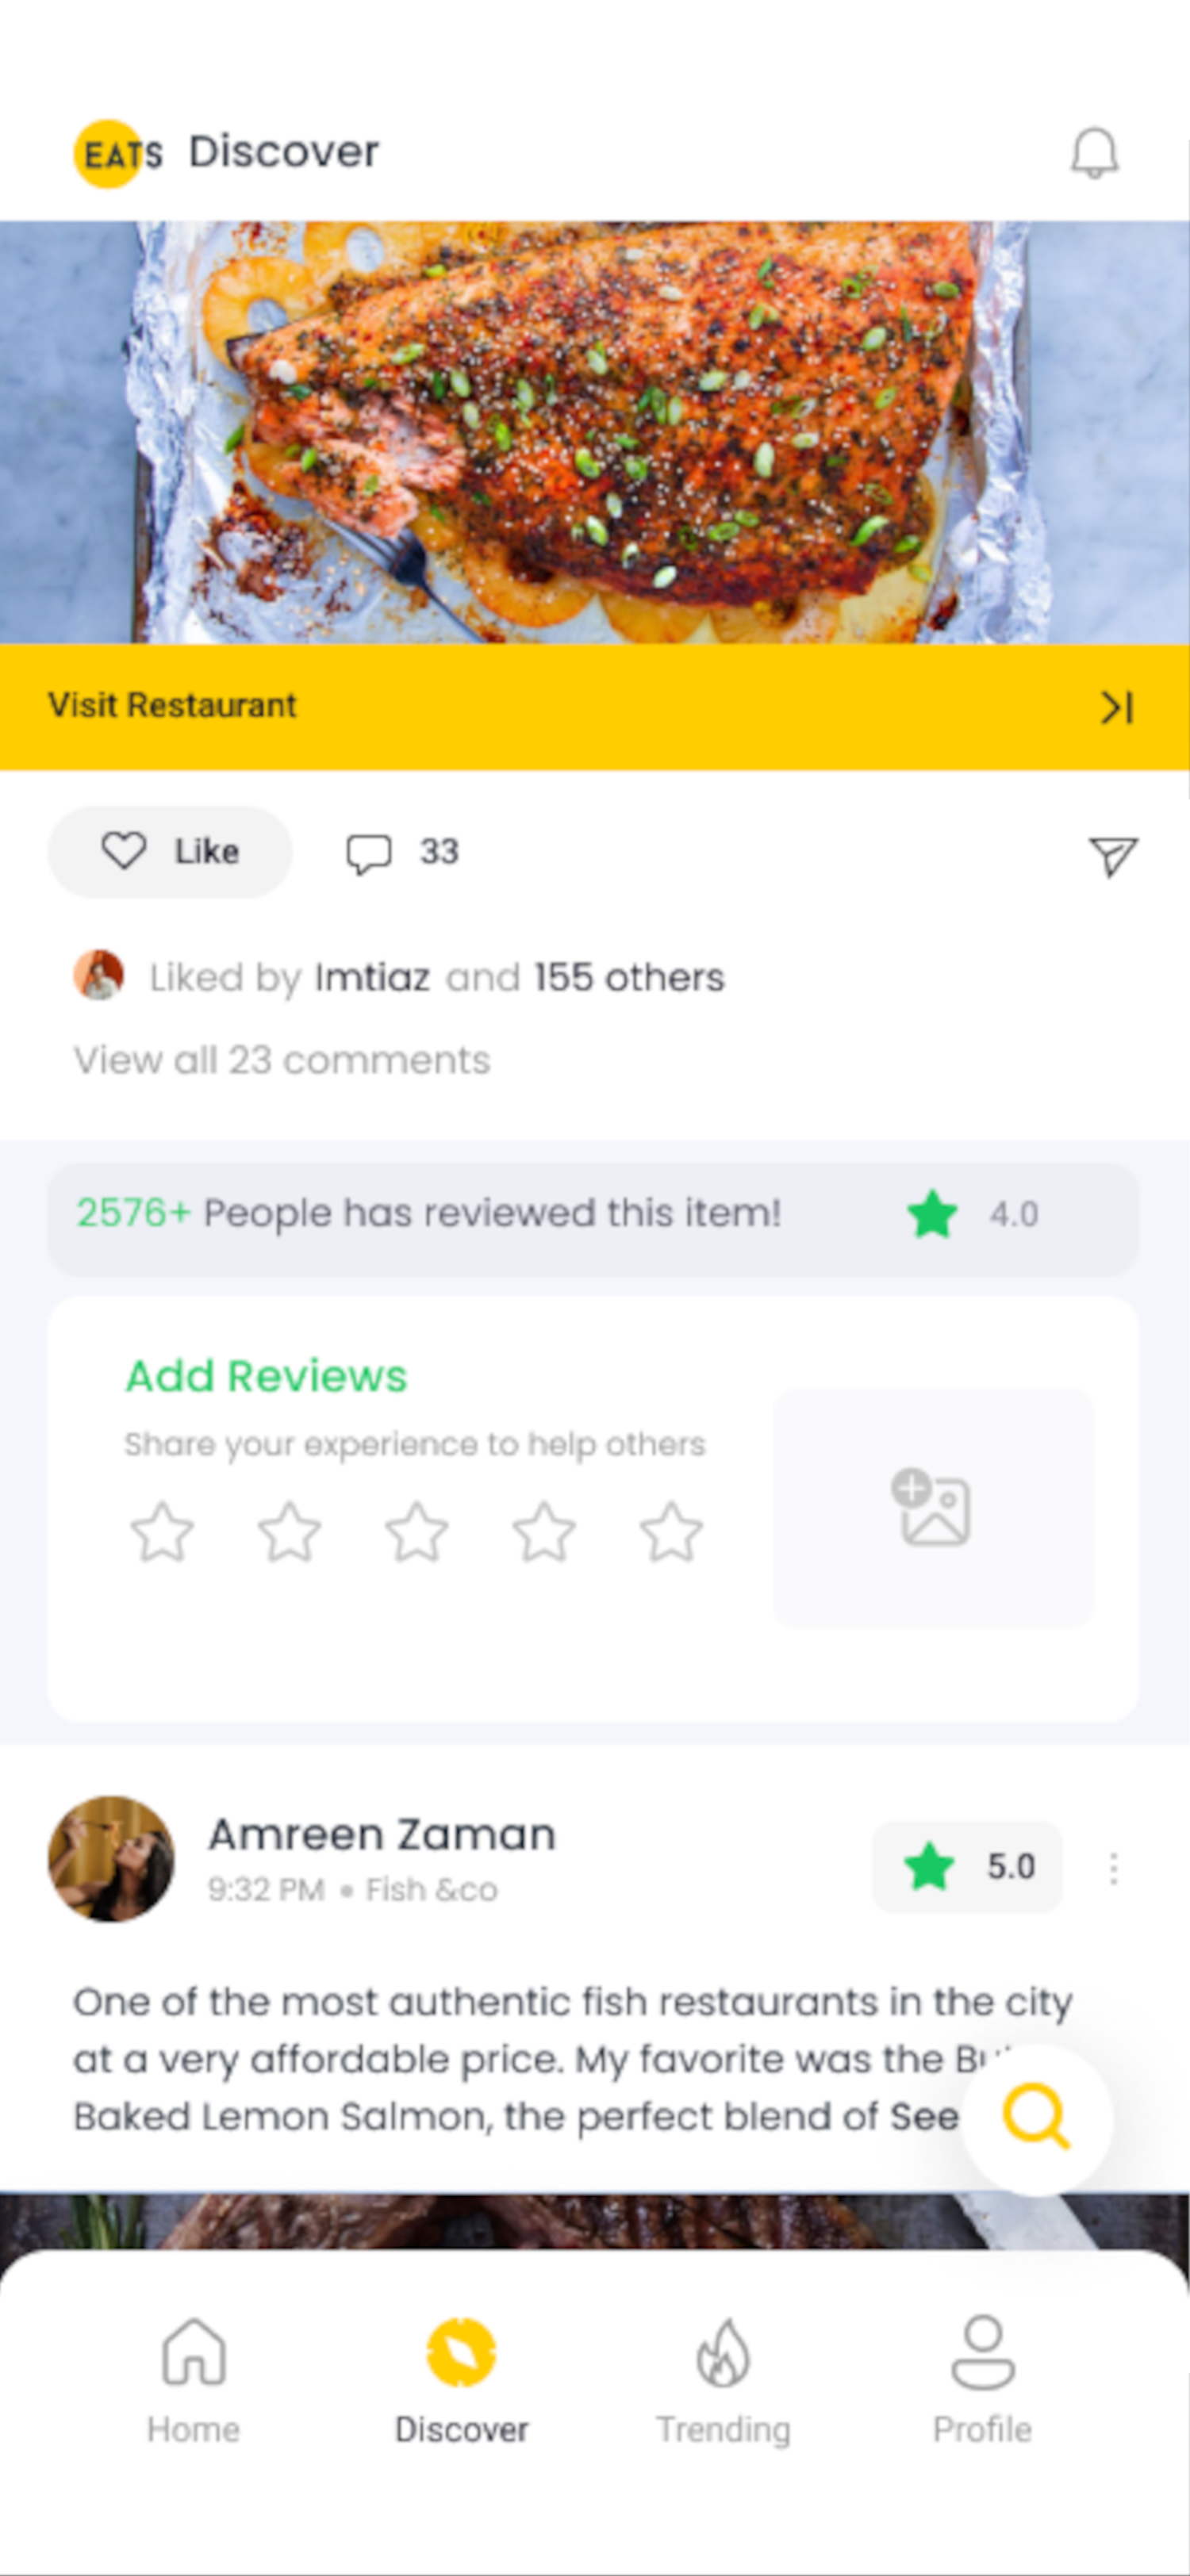 EATS Discover
Visit Restaurant
Like 33
Liked by Imtiaz and 155 others
View all 23 comments
2576+ People has reviewed this item! 4.0
Add Reviews
Share your experience to help others
Amreen Zaman
9:32 PM • Fish &co
5.0
One of the most authentic fish restaurants in the city
at a very affordable price. My favorite was the
Baked Lemon Salmon, the perfect blend of See
Home Discover Trending Profile